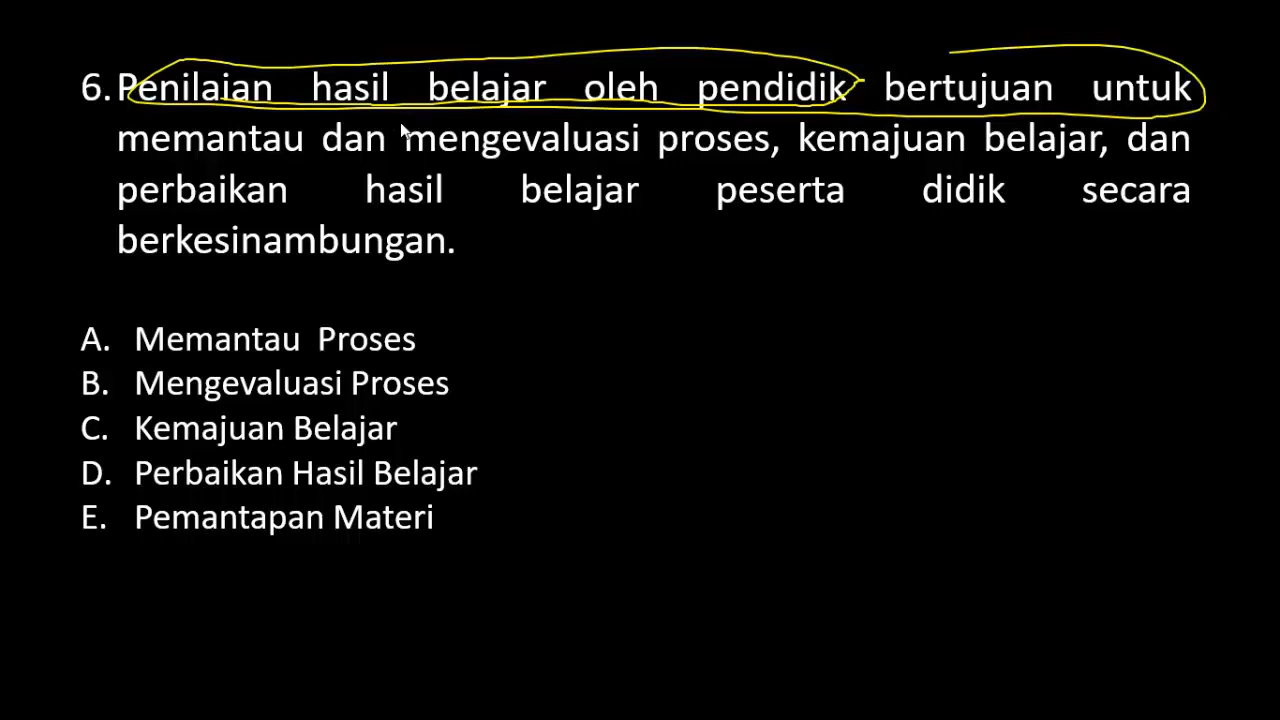 6. Penilaian hasil belajar oleh pendidik bertujuan untuk
memantau dan mengevaluasi proses, kemajuan belajar, dan
perbaikan hasil belajar peserta didik secara
berkesinambungan.
A. Memantau Proses
B. Mengevaluasi Proses
C. Kemajuan Belajar
D. Perbaikan Hasil Belajar
E. Pemantapan Materi